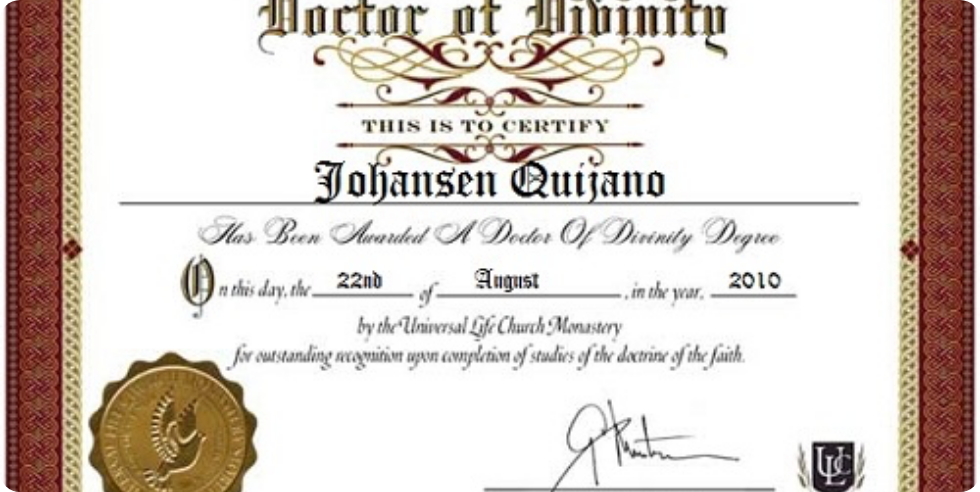 Doctor of Divinity
THIS IS TO CERTIFY
Johansen Quijano
Has Been Awarded A Doctor Of Divinity Degree
On this day, the 22nd of August, in the year, 2010
by the Universal Life Church Monastery
for outstanding recognition upon completion of studies of the doctrine of the faith.
ULC